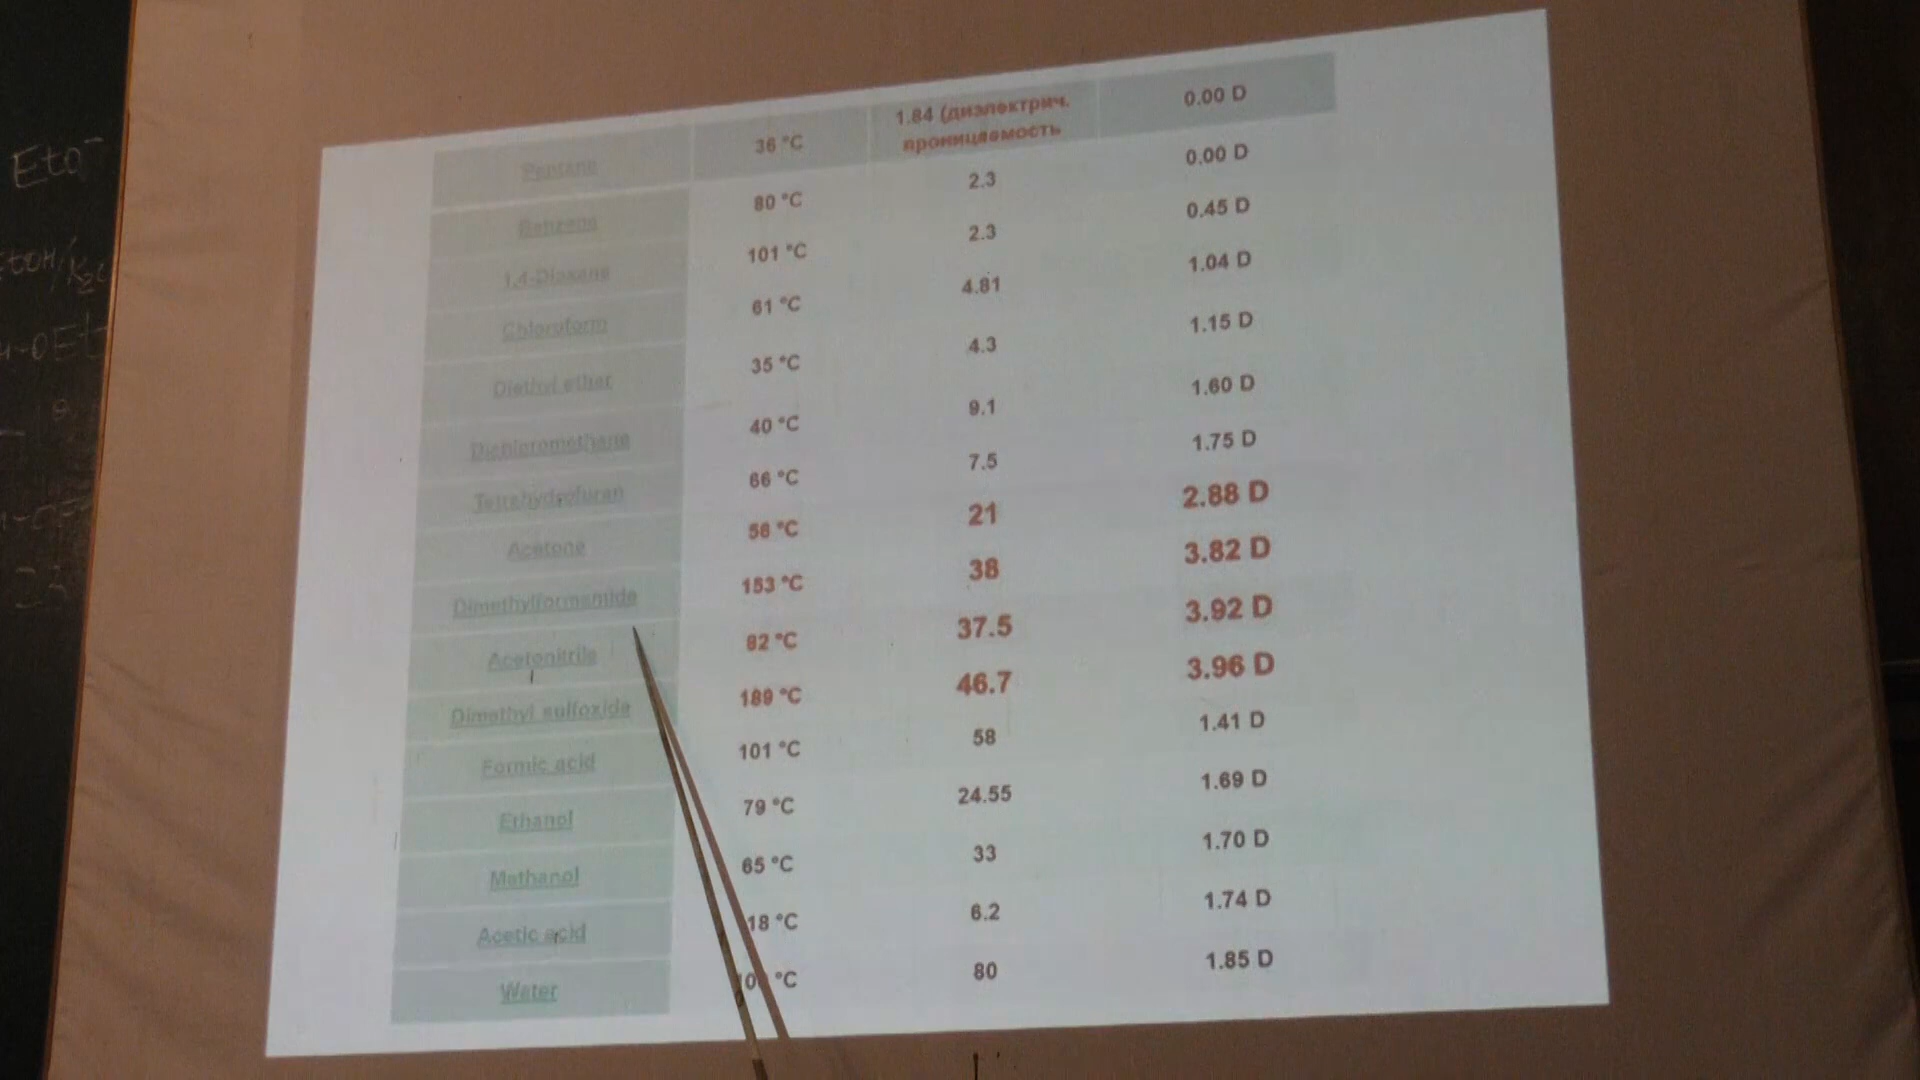 Eto⁻
Pentane 36 °C 1.84 (диэлектрич. проницаемость 0.00 D
Benzene 80 °C 2.3 0.00 D
1,4-Dioxane 101 °C 2.3 0.45 D
Chloroform 61 °C 4.81 1.04 D
Diethyl ether 35 °C 4.3 1.15 D
Dichloromethane 40 °C 9.1 1.60 D
Tetrahydrofuran 66 °C 7.5 1.75 D
Acetone 56 °C 21 2.88 D
Dimethylformamide 153 °C 38 3.82 D
Acetonitrile 82 °C 37.5 3.92 D
Dimethyl sulfoxide 189 °C 46.7 3.96 D
Formic acid 101 °C 58 1.41 D
Ethanol 79 °C 24.55 1.69 D
Methanol 65 °C 33 1.70 D
Acetic acid 18 °C 6.2 1.74 D
Water °C 80 1.85 D